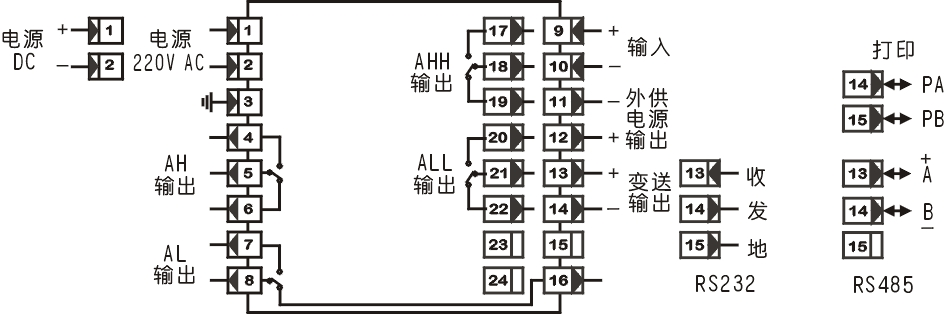 电源 DC
+ 1
− 2
电源 220V AC
1
2
3
4
AH 输出
5
6
7
AL 输出
8
17
AHH 输出
18
19
20
ALL 输出
21
22
23
24
9 +
输入
10 −
11 −
外供电源输出
12 +
13 +
变送输出
14 −
15
16
13 收
14 发
15 地
RS232
打印
14 PA
15 PB
13 + A
14 B −
15
RS485